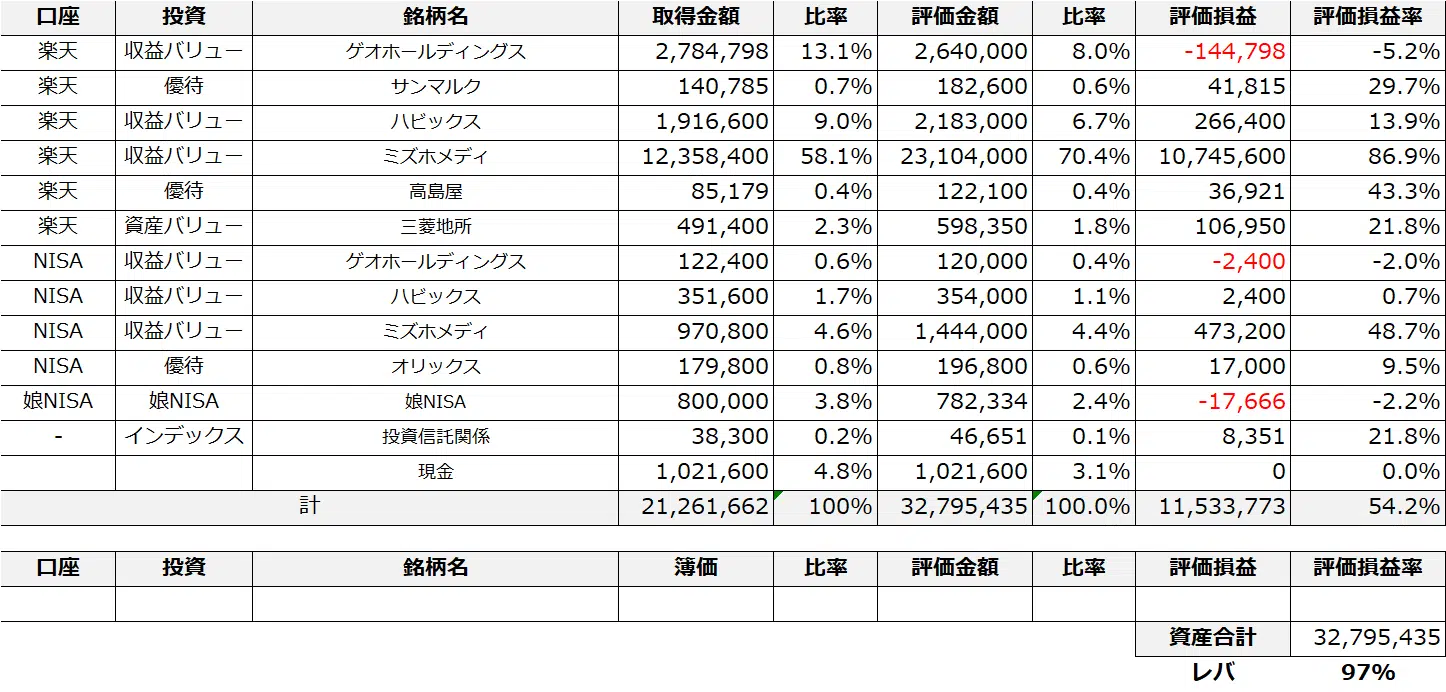 口座 投資 銘柄名 取得金額 比率 評価金額 比率 評価損益 評価損益率
楽天 収益バリュー ゲオホールディングス 2,784,798 13.1% 2,640,000 8.0% -144,798 -5.2%
楽天 優待 サンマルク 140,785 0.7% 182,600 0.6% 41,815 29.7%
楽天 収益バリュー ハビックス 1,916,600 9.0% 2,183,000 6.7% 266,400 13.9%
楽天 収益バリュー ミズホメディ 12,358,400 58.1% 23,104,000 70.4% 10,745,600 86.9%
楽天 優待 高島屋 85,179 0.4% 122,100 0.4% 36,921 43.3%
楽天 資産バリュー 三菱地所 491,400 2.3% 598,350 1.8% 106,950 21.8%
NISA 収益バリュー ゲオホールディングス 122,400 0.6% 120,000 0.4% -2,400 -2.0%
NISA 収益バリュー ハビックス 351,600 1.7% 354,000 1.1% 2,400 0.7%
NISA 収益バリュー ミズホメディ 970,800 4.6% 1,444,000 4.4% 473,200 48.7%
NISA 優待 オリックス 179,800 0.8% 196,800 0.6% 17,000 9.5%
娘NISA 娘NISA 娘NISA 800,000 3.8% 782,334 2.4% -17,666 -2.2%
- インデックス 投資信託関係 38,300 0.2% 46,651 0.1% 8,351 21.8%
現金 1,021,600 4.8% 1,021,600 3.1% 0 0.0%
計 21,261,662 100% 32,795,435 100.0% 11,533,773 54.2%
口座 投資 銘柄名 簿価 比率 評価金額 比率 評価損益 評価損益率
資産合計 32,795,435
レバ 97%